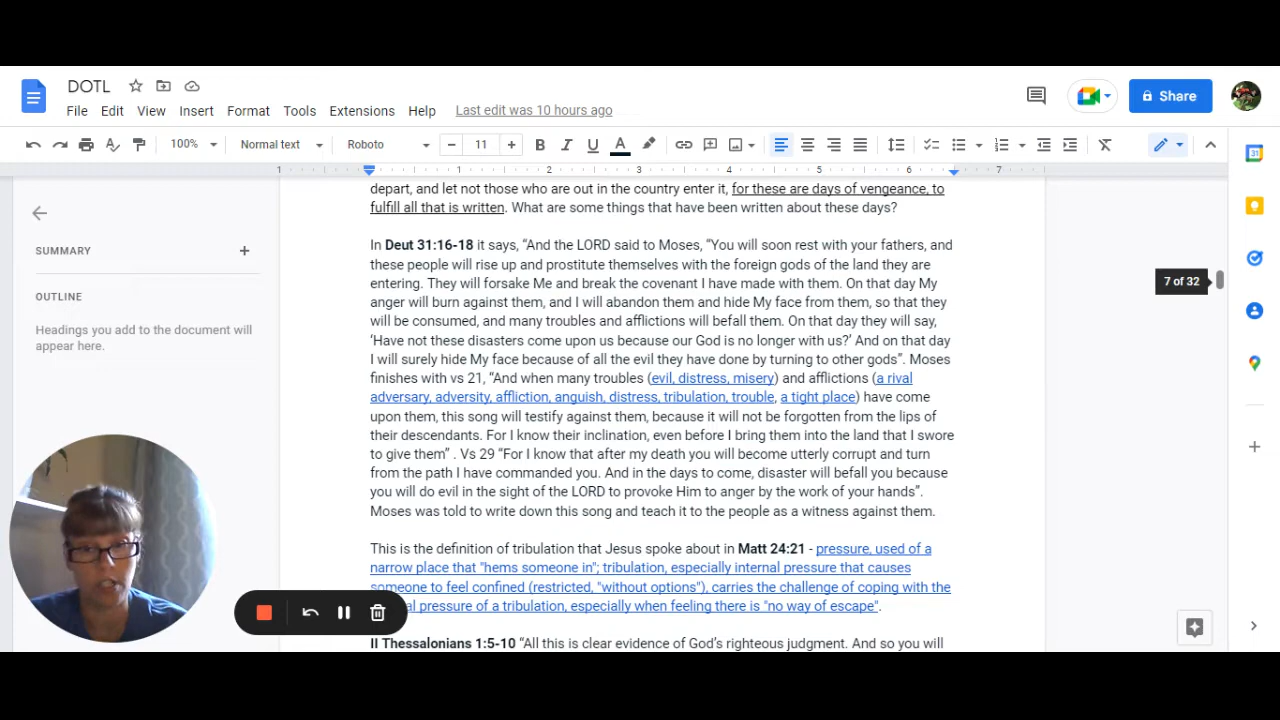 DOTL
File Edit View Insert Format Tools Extensions Help Last edit was 10 hours ago
Share
100% Normal text Roboto 11 B I U A
1 1 2 3 4 5 6 7
31
SUMMARY
OUTLINE
Headings you add to the document will
appear here.
depart, and let not those who are out in the country enter it, for these are days of vengeance, to
fulfill all that is written. What are some things that have been written about these days?
In Deut 31:16-18 it says, “And the LORD said to Moses, “You will soon rest with your fathers, and
these people will rise up and prostitute themselves with the foreign gods of the land they are
entering. They will forsake Me and break the covenant I have made with them. On that day My
anger will burn against them, and I will abandon them and hide My face from them, so that they
will be consumed, and many troubles and afflictions will befall them. On that day they will say,
‘Have not these disasters come upon us because our God is no longer with us?’ And on that day
I will surely hide My face because of all the evil they have done by turning to other gods”. Moses
finishes with vs 21, “And when many troubles (evil, distress, misery) and afflictions (a rival
adversary, adversity, affliction, anguish, distress, tribulation, trouble, a tight place) have come
upon them, this song will testify against them, because it will not be forgotten from the lips of
their descendants. For I know their inclination, even before I bring them into the land that I swore
to give them” . Vs 29 “For I know that after my death you will become utterly corrupt and turn
from the path I have commanded you. And in the days to come, disaster will befall you because
you will do evil in the sight of the LORD to provoke Him to anger by the work of your hands”.
Moses was told to write down this song and teach it to the people as a witness against them.
This is the definition of tribulation that Jesus spoke about in Matt 24:21 - pressure, used of a
narrow place that "hems someone in"; tribulation, especially internal pressure that causes
someone to feel confined (restricted, "without options"), carries the challenge of coping with the
pressure of a tribulation, especially when feeling there is "no way of escape".
II Thessalonians 1:5-10 “All this is clear evidence of God’s righteous judgment. And so you will
7 of 32